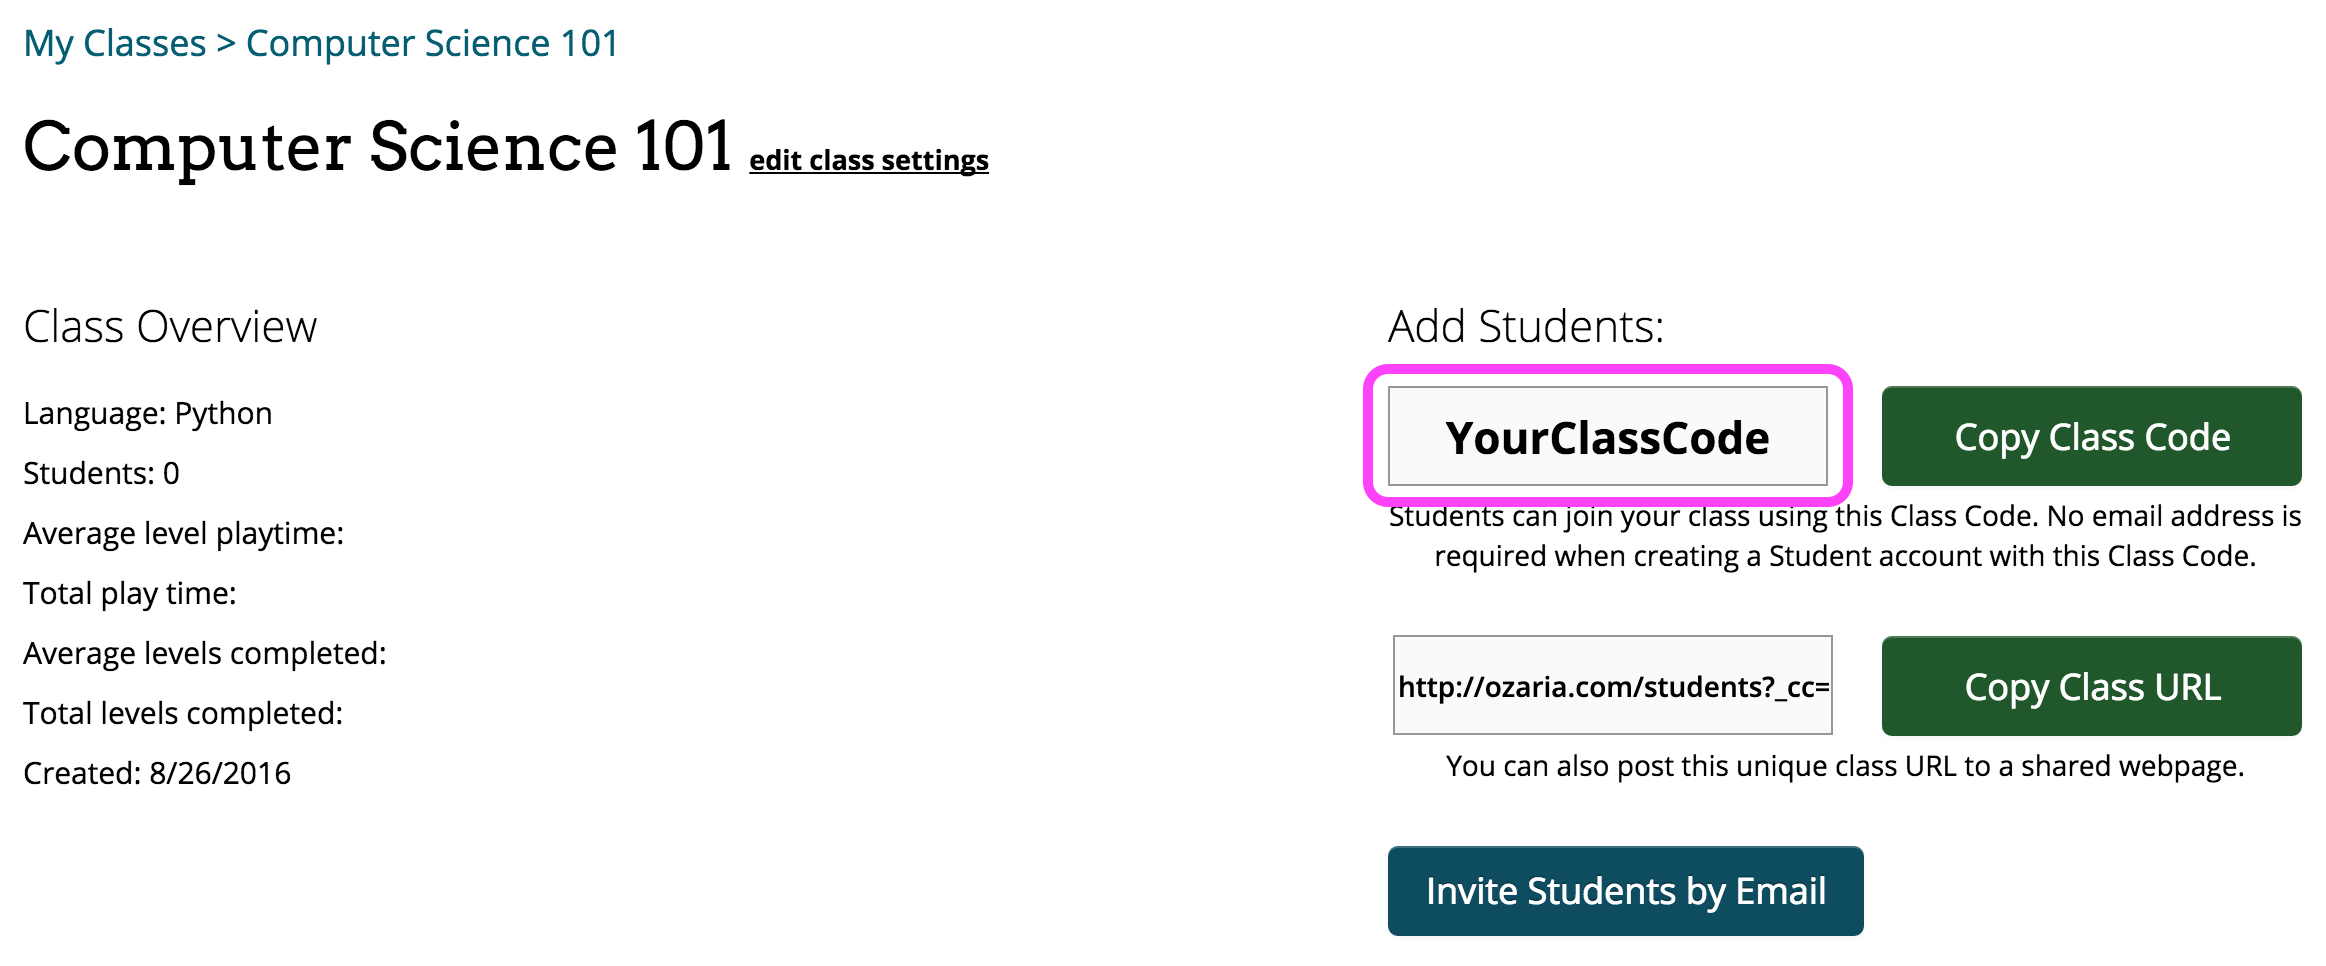 My Classes > Computer Science 101
Computer Science 101 edit class settings
Class Overview
Language: Python
Students: 0
Average level playtime:
Total play time:
Average levels completed:
Total levels completed:
Created: 8/26/2016
Add Students:
YourClassCode
Copy Class Code
Students can join your class using this Class Code. No email address is
required when creating a Student account with this Class Code.
http://ozaria.com/students?_cc=
Copy Class URL
You can also post this unique class URL to a shared webpage.
Invite Students by Email